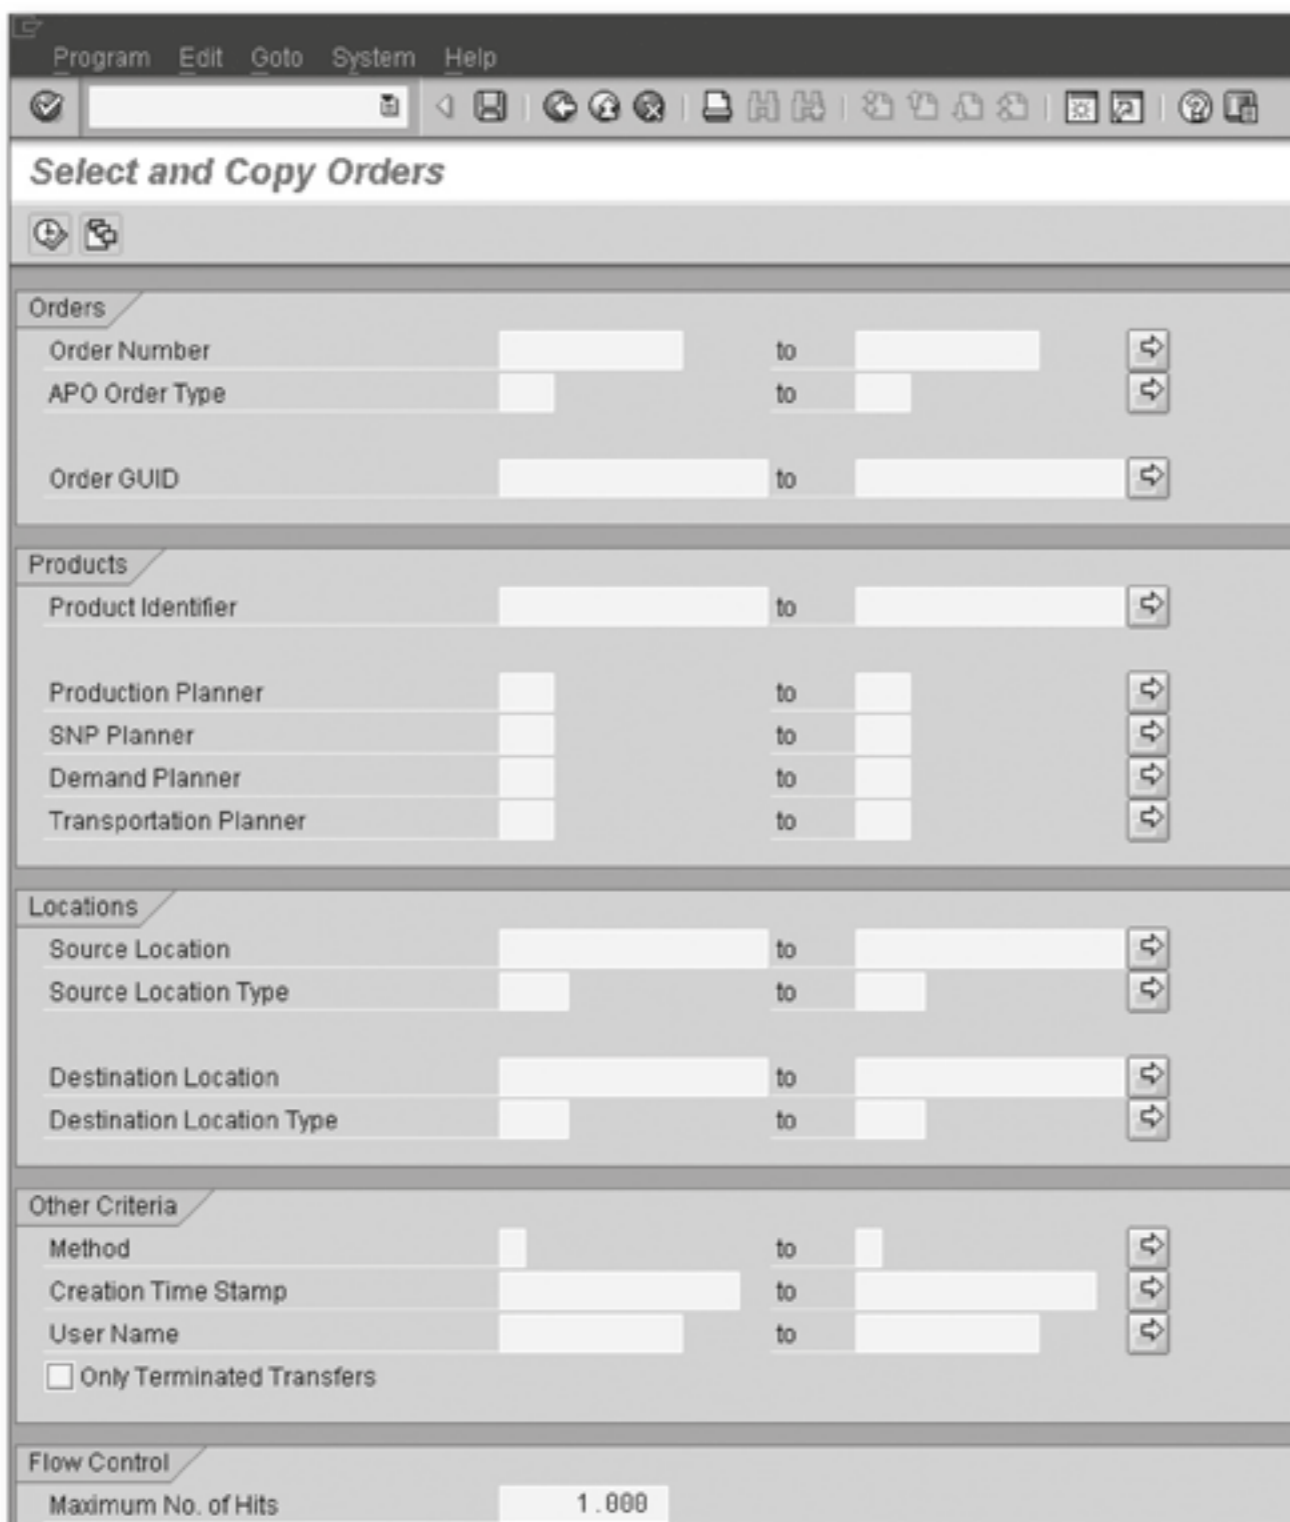 Program Edit Goto System Help
Select and Copy Orders
Orders
Order Number to
APO Order Type to
Order GUID to
Products
Product Identifier to
Production Planner to
SNP Planner to
Demand Planner to
Transportation Planner to
Locations
Source Location to
Source Location Type to
Destination Location to
Destination Location Type to
Other Criteria
Method to
Creation Time Stamp to
User Name to
Only Terminated Transfers
Flow Control
Maximum No. of Hits 1.000